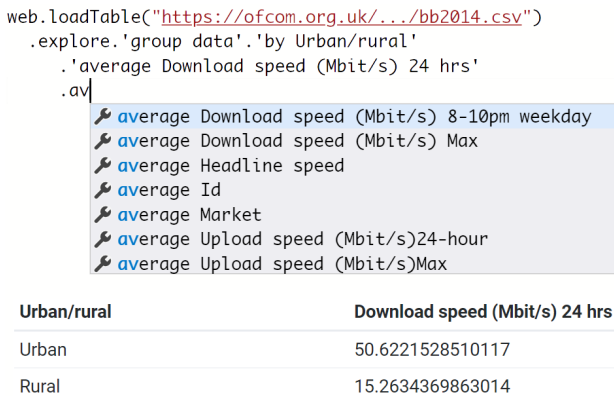 web.loadTable("https://ofcom.org.uk/.../bb2014.csv")
.explore.'group data'.'by Urban/rural'
.'average Download speed (Mbit/s) 24 hrs'
.av
average Download speed (Mbit/s) 8-10pm weekday
average Download speed (Mbit/s) Max
average Headline speed
average Id
average Market
average Upload speed (Mbit/s)24-hour
average Upload speed (Mbit/s)Max
Urban/rural Download speed (Mbit/s) 24 hrs
Urban 50.6221528510117
Rural 15.2634369863014